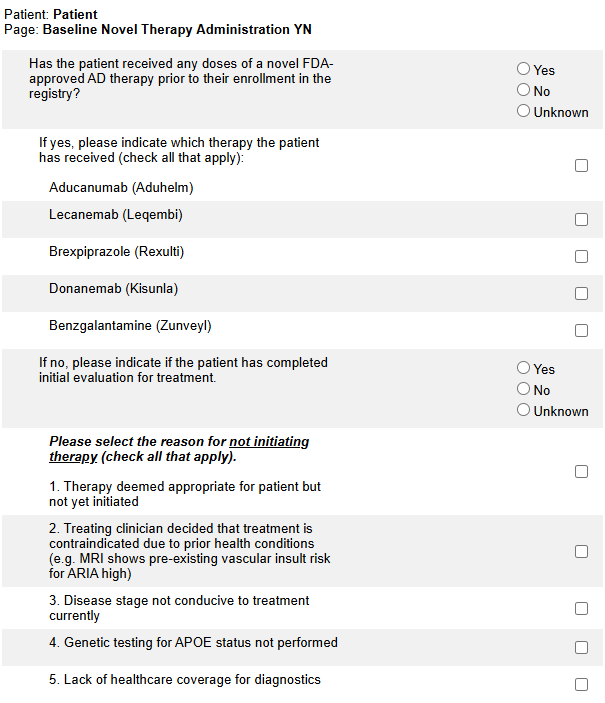 Patient: Patient
Page: Baseline Novel Therapy Administration YN
Has the patient received any doses of a novel FDA-
approved AD therapy prior to their enrollment in the
registry?
Yes
No
Unknown
If yes, please indicate which therapy the patient
has received (check all that apply):
Aducanumab (Aduhelm)
Lecanemab (Leqembi)
Brexpiprazole (Rexulti)
Donanemab (Kisunla)
Benzgalantamine (Zunveyl)
If no, please indicate if the patient has completed
initial evaluation for treatment.
Yes
No
Unknown
Please select the reason for not initiating
therapy (check all that apply).
1. Therapy deemed appropriate for patient but
not yet initiated
2. Treating clinician decided that treatment is
contraindicated due to prior health conditions
(e.g. MRI shows pre-existing vascular insult risk
for ARIA high)
3. Disease stage not conducive to treatment
currently
4. Genetic testing for APOE status not performed
5. Lack of healthcare coverage for diagnostics